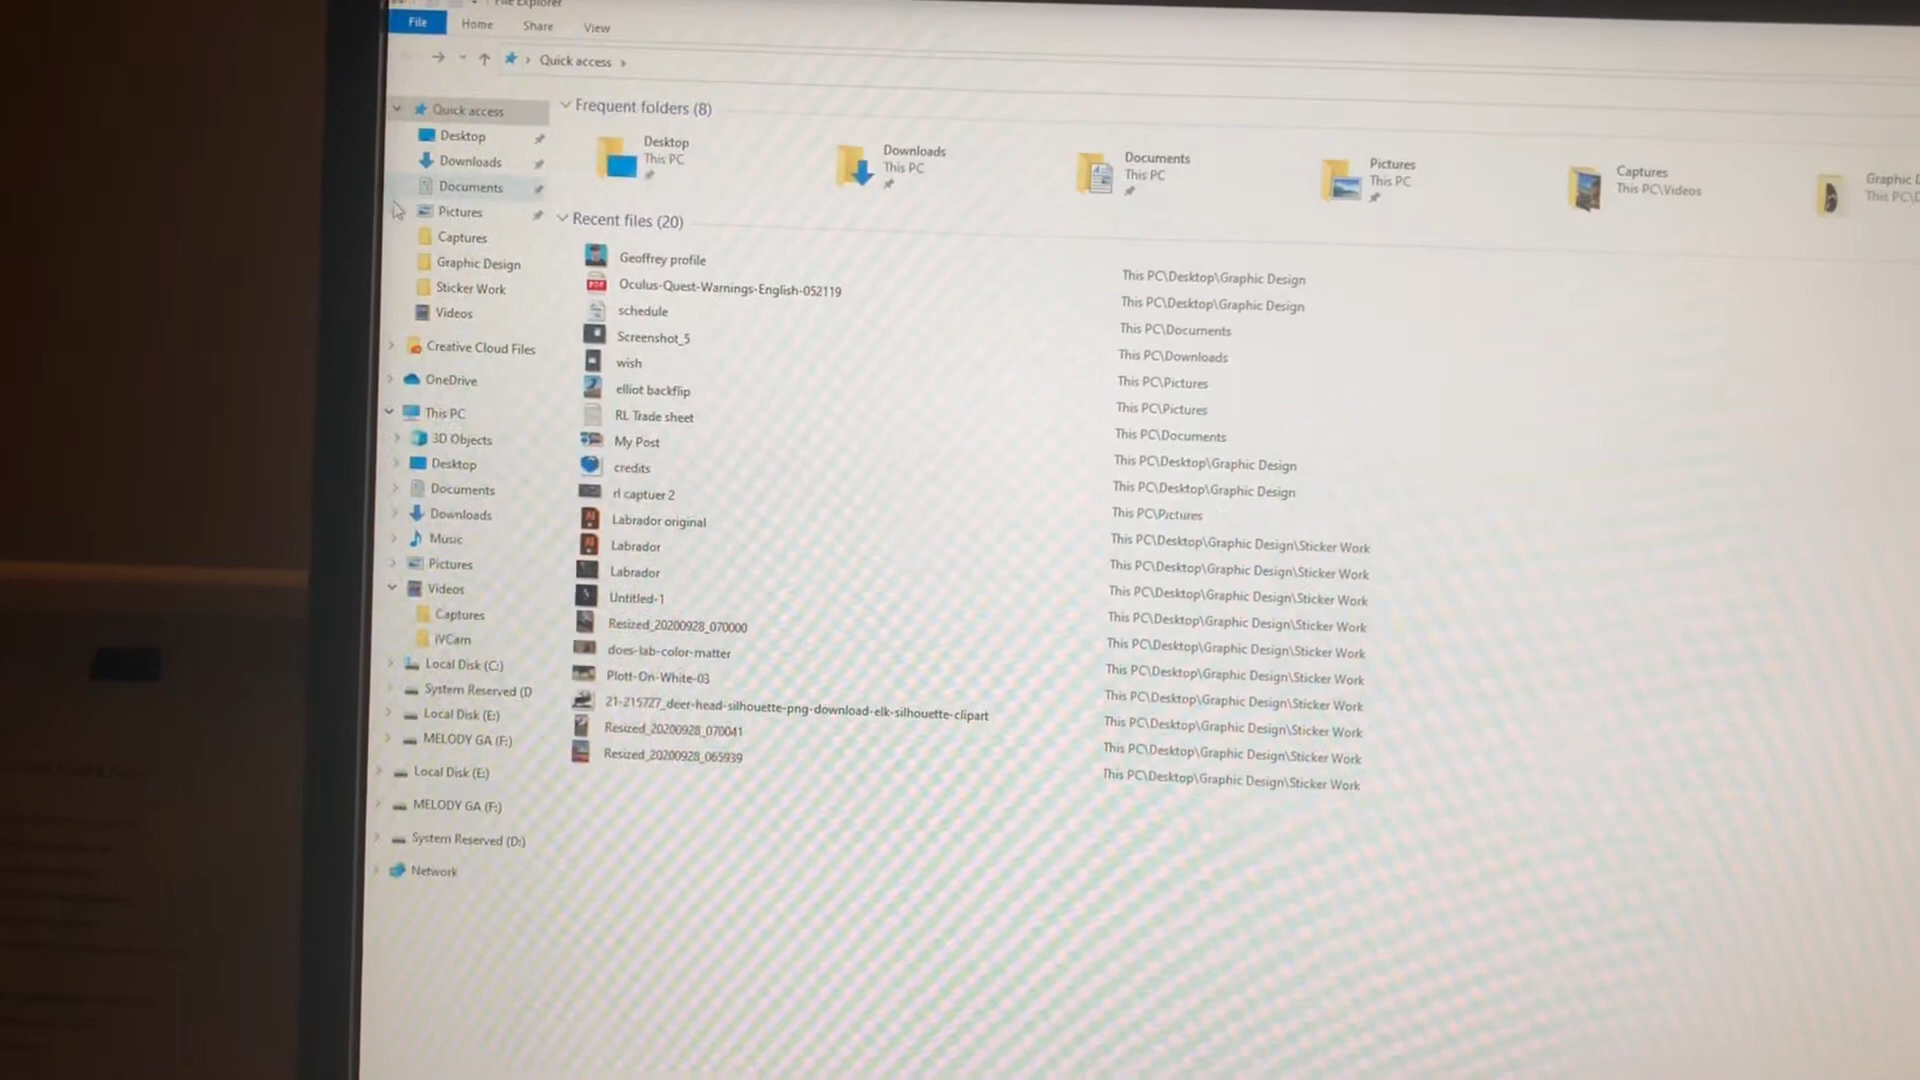 File Explorer
File Home Share View
Quick access
Quick access
Desktop
Downloads
Documents
Pictures
Captures
Graphic Design
Sticker Work
Videos
Creative Cloud Files
OneDrive
This PC
3D Objects
Desktop
Documents
Downloads
Music
Pictures
Videos
Captures
iVCam
Local Disk (C:)
System Reserved (D
Local Disk (E:)
MELODY GA (F:)
Local Disk (E:)
MELODY GA (F:)
System Reserved (D:)
Network
Frequent folders (8)
Desktop
This PC
Downloads
This PC
Documents
This PC
Pictures
This PC
Captures
This PC\Videos
Graphic D
This PC\D
Recent files (20)
Geoffrey profile This PC\Desktop\Graphic Design
Oculus-Quest-Warnings-English-052119 This PC\Desktop\Graphic Design
schedule This PC\Documents
Screenshot_5 This PC\Downloads
wish This PC\Pictures
elliot backflip This PC\Pictures
RL Trade sheet This PC\Documents
My Post This PC\Desktop\Graphic Design
credits This PC\Desktop\Graphic Design
rl captuer 2 This PC\Pictures
Labrador original This PC\Desktop\Graphic Design\Sticker Work
Labrador This PC\Desktop\Graphic Design\Sticker Work
Labrador This PC\Desktop\Graphic Design\Sticker Work
Untitled-1 This PC\Desktop\Graphic Design\Sticker Work
Resized_20200928_070000 This PC\Desktop\Graphic Design\Sticker Work
does-lab-color-matter This PC\Desktop\Graphic Design\Sticker Work
Plott-On-White-03 This PC\Desktop\Graphic Design\Sticker Work
21-215727_deer-head-silhouette-png-download-elk-silhouette-clipart This PC\Desktop\Graphic Design\Sticker Work
Resized_20200928_070041 This PC\Desktop\Graphic Design\Sticker Work
Resized_20200928_065939 This PC\Desktop\Graphic Design\Sticker Work